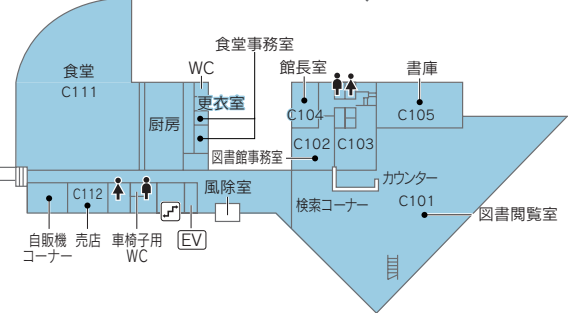 食堂事務室
WC
館長室
書庫
食堂
C111
更衣室
厨房
C104
C105
C102
C103
図書館事務室
カウンター
風除室
検索コーナー
C101
図書閲覧室
C112
自販機
コーナー
売店
車椅子用
WC
EV